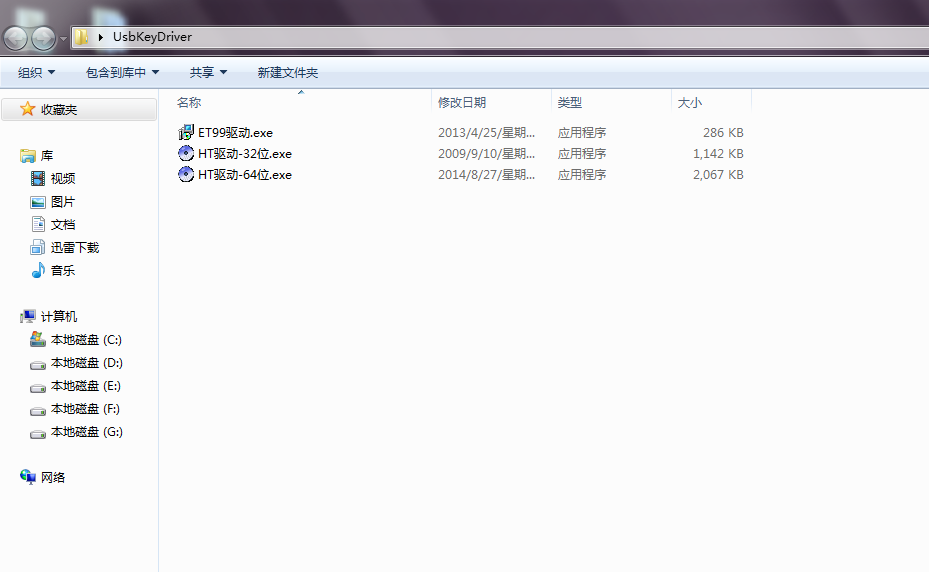 UsbKeyDriver
组织 包含到库中 共享 新建文件夹
名称 修改日期 类型 大小
收藏夹
库
视频
图片
文档
迅雷下载
音乐
计算机
本地磁盘 (C:)
本地磁盘 (D:)
本地磁盘 (E:)
本地磁盘 (F:)
本地磁盘 (G:)
网络
ET99驱动.exe 2013/4/25/星期... 应用程序 286 KB
HT驱动-32位.exe 2009/9/10/星期... 应用程序 1,142 KB
HT驱动-64位.exe 2014/8/27/星期... 应用程序 2,067 KB